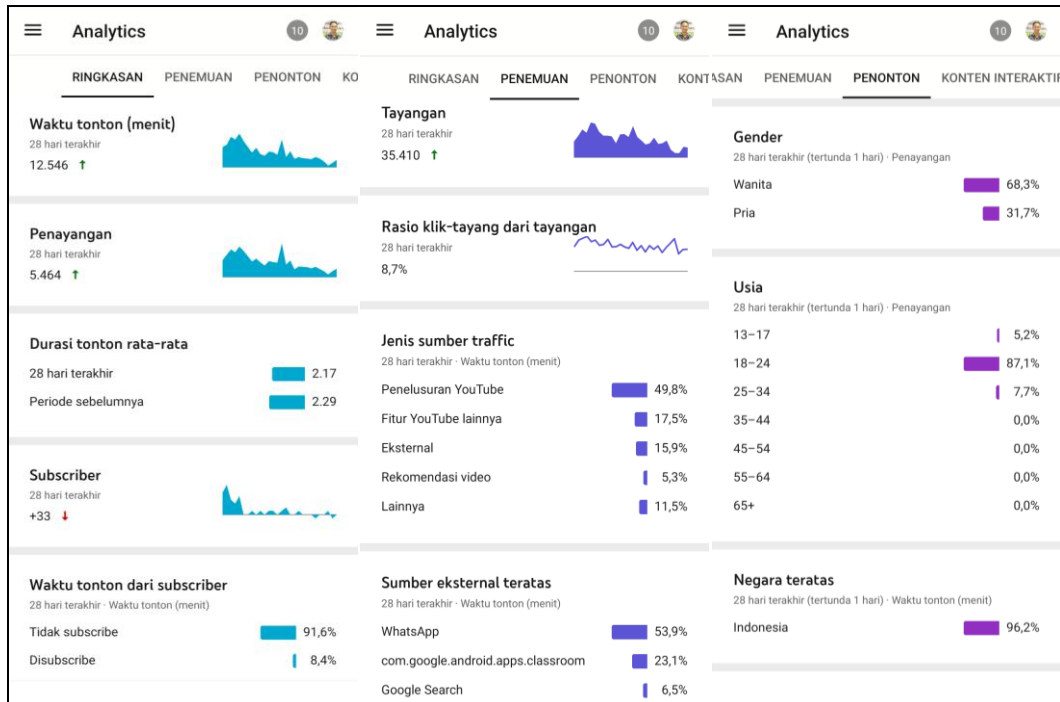 Analytics
10
RINGKASAN PENEMUAN PENONTON KO
Waktu tonton (menit)
28 hari terakhir
12.546 ↑
Penayangan
28 hari terakhir
5.464 ↑
Durasi tonton rata-rata
28 hari terakhir 2.17
Periode sebelumnya 2.29
Subscriber
28 hari terakhir
+33 ↓
Waktu tonton dari subscriber
28 hari terakhir · Waktu tonton (menit)
Tidak subscribe 91,6%
Disubscribe 8,4%
Analytics
10
RINGKASAN PENEMUAN PENONTON KONT
Tayangan
28 hari terakhir
35.410 ↑
Rasio klik-tayang dari tayangan
28 hari terakhir
8,7%
Jenis sumber traffic
28 hari terakhir · Waktu tonton (menit)
Penelusuran YouTube 49,8%
Fitur YouTube lainnya 17,5%
Eksternal 15,9%
Rekomendasi video 5,3%
Lainnya 11,5%
Sumber eksternal teratas
28 hari terakhir · Waktu tonton (menit)
WhatsApp 53,9%
com.google.android.apps.classroom 23,1%
Google Search 6,5%
Analytics
10
ASAN PENEMUAN PENONTON KONTEN INTERAKTIF
Gender
28 hari terakhir (tertunda 1 hari) · Penayangan
Wanita 68,3%
Pria 31,7%
Usia
28 hari terakhir (tertunda 1 hari) · Penayangan
13–17 5,2%
18–24 87,1%
25–34 7,7%
35–44 0,0%
45–54 0,0%
55–64 0,0%
65+ 0,0%
Negara teratas
28 hari terakhir (tertunda 1 hari) · Waktu tonton (menit)
Indonesia 96,2%